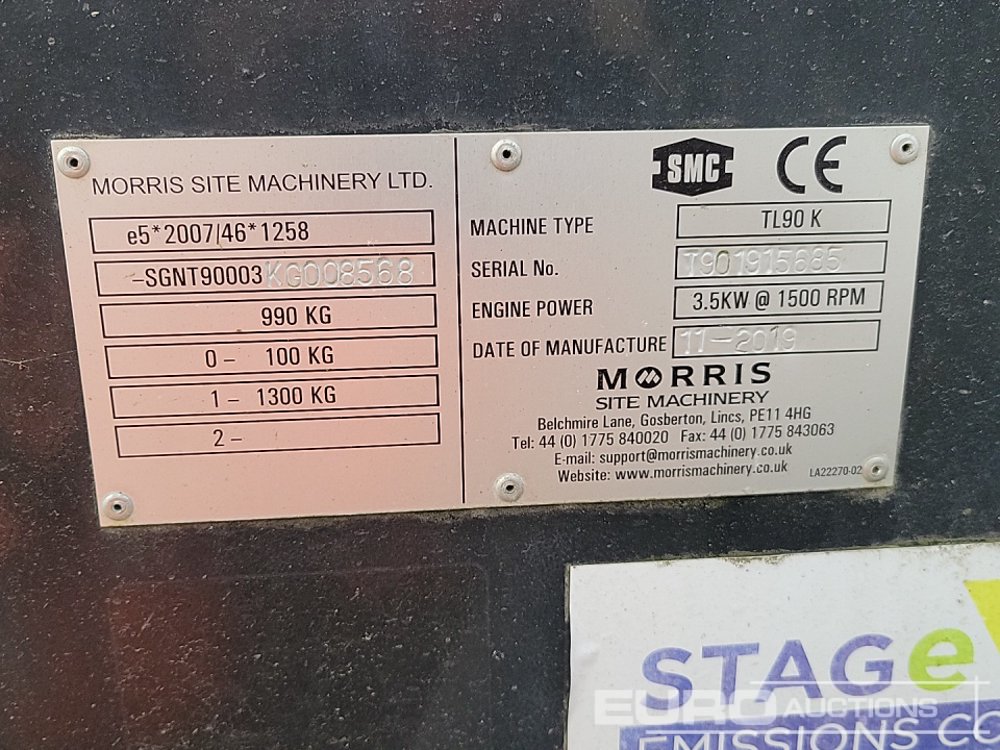 MORRIS SITE MACHINERY LTD.
e5*2007/46*1258
-SGNT90003 KG008568
990 KG
0- 100 KG
1- 1300 KG
2-
SMC CE
MACHINE TYPE TL90 K
SERIAL No. T901915685
ENGINE POWER 3.5KW @ 1500 RPM
DATE OF MANUFACTURE 11-2019
MORRIS
SITE MACHINERY
Belchmire Lane, Gosberton, Lincs, PE11 4HG
Tel: 44 (0) 1775 840020 Fax: 44 (0) 1775 843063
E-mail: support@morrismachinery.co.uk
Website: www.morrismachinery.co.uk
LA22270-02
STAGe
EURO AUCTIONS
EMISSIONS CO